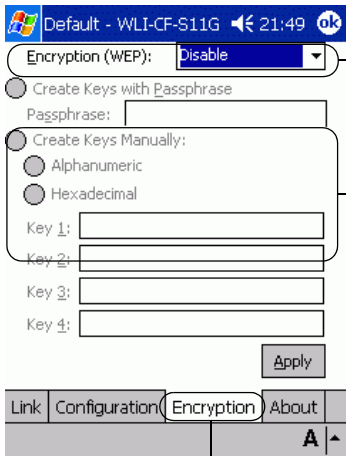 Default - WLI-CF-S11G 21:49 ok
Encryption (WEP): Disable
Create Keys with Passphrase
Passphrase:
Create Keys Manually:
Alphanumeric
Hexadecimal
Key 1:
Key 2:
Key 3:
Key 4:
Apply
Link Configuration Encryption About
A